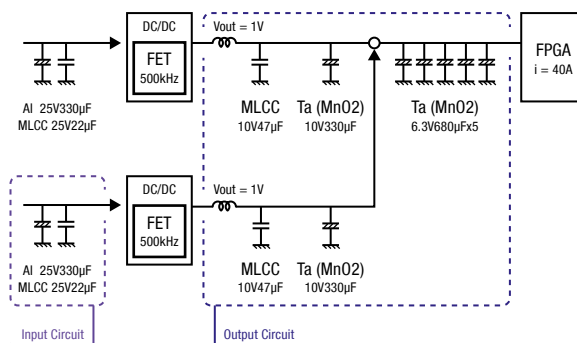 DC/DC
FET
500kHz
Vout = 1V
FPGA
i = 40A
Al 25V330µF
MLCC 25V22µF
MLCC
10V47µF
Ta (MnO2)
10V330µF
Ta (MnO2)
6.3V680µFx5
DC/DC
FET
500kHz
Vout = 1V
Al 25V330µF
MLCC 25V22µF
MLCC
10V47µF
Ta (MnO2)
10V330µF
Input Circuit
Output Circuit